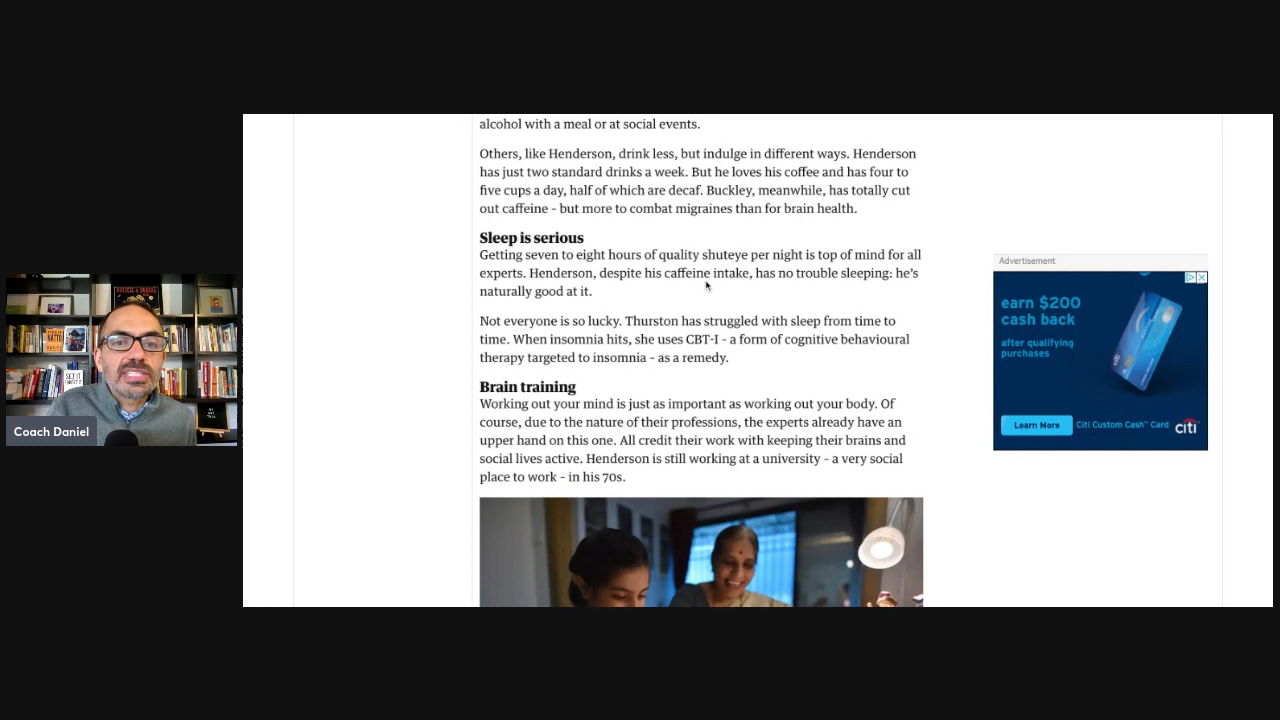 alcohol with a meal or at social events.
Others, like Henderson, drink less, but indulge in different ways. Henderson
has just two standard drinks a week. But he loves his coffee and has four to
five cups a day, half of which are decaf. Buckley, meanwhile, has totally cut
out caffeine – but more to combat migraines than for brain health.
Sleep is serious
Getting seven to eight hours of quality shuteye per night is top of mind for all
experts. Henderson, despite his caffeine intake, has no trouble sleeping: he’s
naturally good at it.
Not everyone is so lucky. Thurston has struggled with sleep from time to
time. When insomnia hits, she uses CBT-I – a form of cognitive behavioural
therapy targeted to insomnia – as a remedy.
Brain training
Working out your mind is just as important as working out your body. Of
course, due to the nature of their professions, the experts already have an
upper hand on this one. All credit their work with keeping their brains and
social lives active. Henderson is still working at a university – a very social
place to work – in his 70s.
Advertisement
earn $200
cash back
after qualifying
purchases
Learn More
Citi Custom Cash℠ Card
citi
SET IT
Coach Daniel